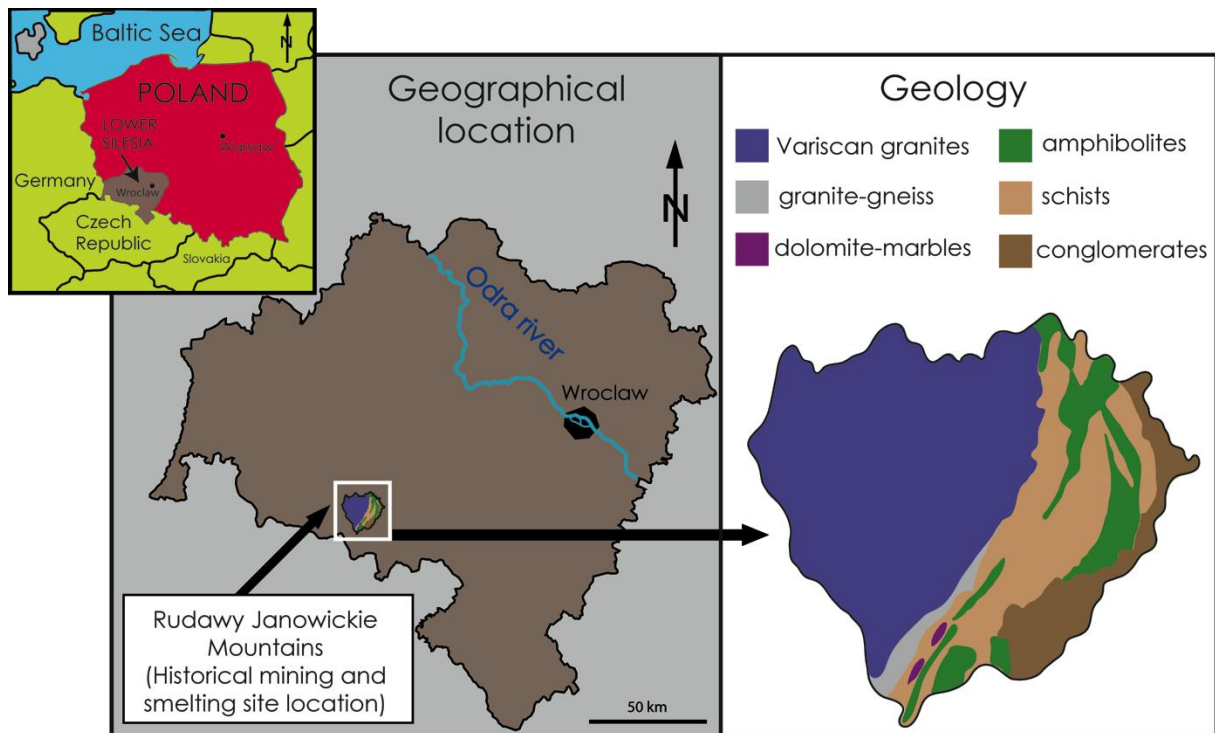 Baltic Sea
N
POLAND
LOWER
SILESIA
Warsaw
Germany
Wroclaw
Czech
Republic
Slovakia
Geographical
location
N
Odra river
Wroclaw
Rudawy Janowickie
Mountains
(Historical mining and
smelting site location)
50 km
Geology
Variscan granites
amphibolites
granite-gneiss
schists
dolomite-marbles
conglomerates